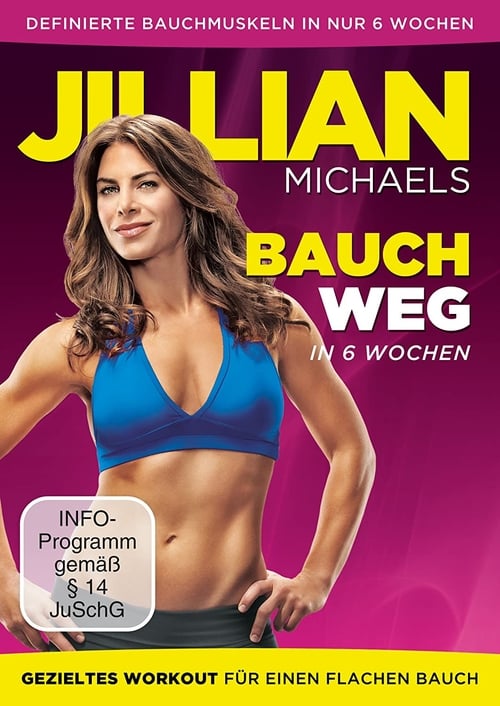 DEFINIERTE BAUCHMUSKELN IN NUR 6 WOCHEN
JILLIAN
MICHAELS
BAUCH
WEG
IN 6 WOCHEN
INFO-
Programm
gemäß
§ 14
JuSchG
GEZIELTES WORKOUT FÜR EINEN FLACHEN BAUCH